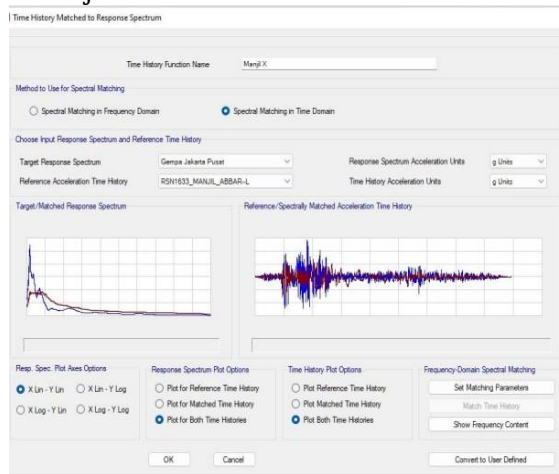 Time History Matched to Response Spectrum
Time History Function Name
Manjil X
Method to Use for Spectral Matching
Spectral Matching in Frequency Domain
Spectral Matching in Time Domain
Choose Input Response Spectrum and Reference Time History
Target Response Spectrum
Gempa Jakarta Pusat
Response Spectrum Acceleration Units
g Units
Reference Acceleration Time History
RSN1633_MANJIL_ABBAR--L
Time History Acceleration Units
g Units
Target/Matched Response Spectrum
Reference/Spectrally Matched Acceleration Time History
Resp. Spec. Plot Axes Options
X Lin - Y Lin
X Lin - Y Log
X Log - Y Lin
X Log - Y Log
Response Spectrum Plot Options
Plot for Reference Time History
Plot for Matched Time History
Plot for Both Time Histories
Time History Plot Options
Plot Reference Time History
Plot Matched Time History
Plot Both Time Histories
Frequency-Domain Spectral Matching
Set Matching Parameters
Match Time History
Show Frequency Content
OK
Cancel
Convert to User Defined